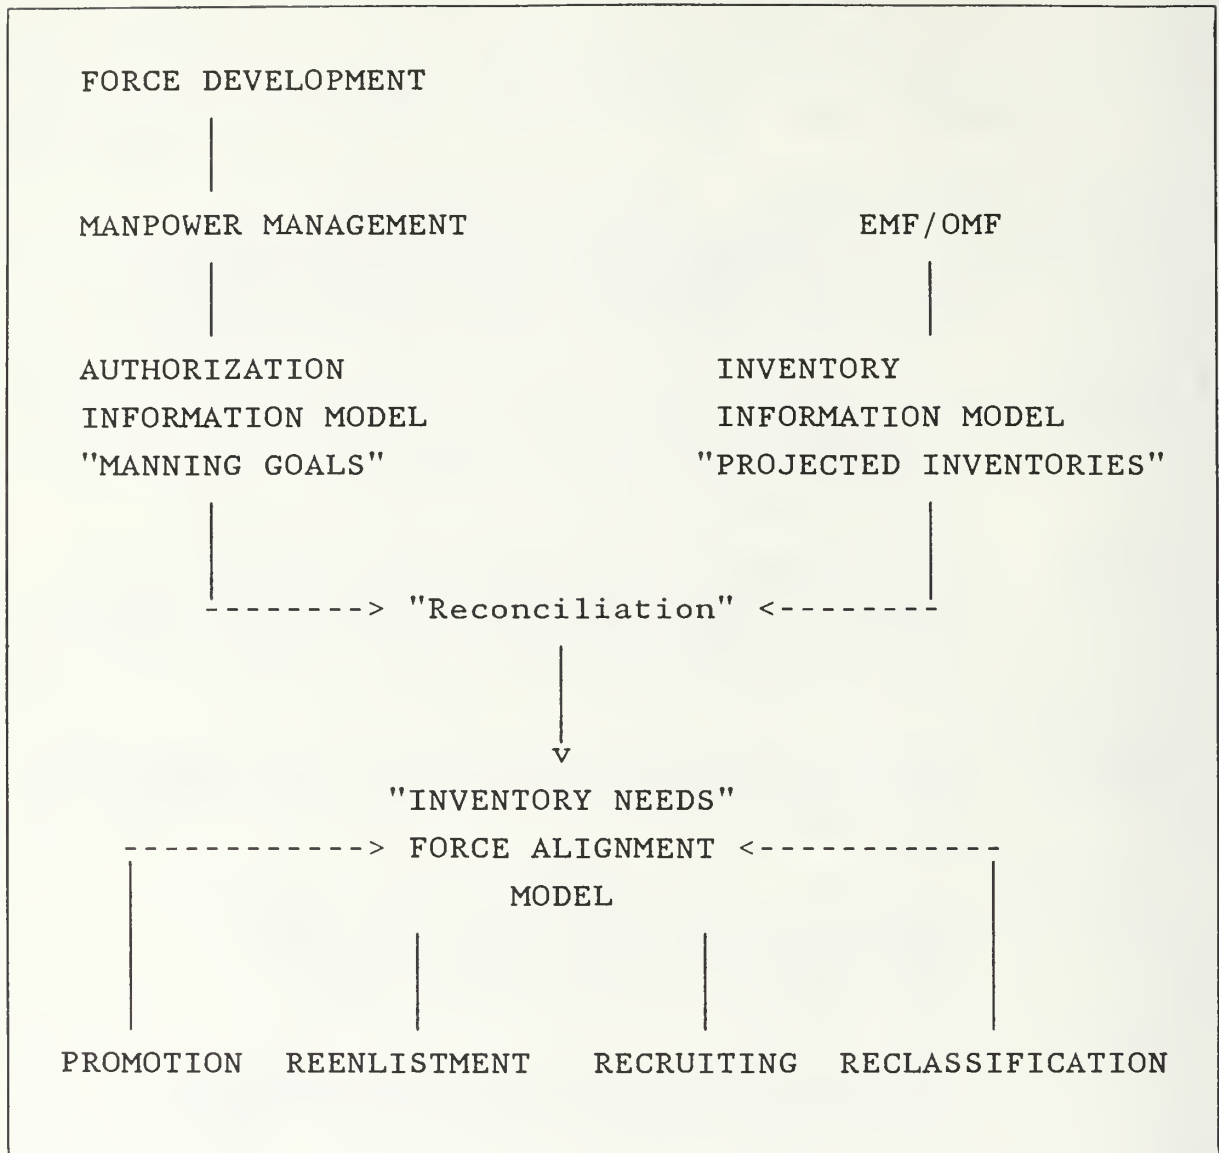 FORCE DEVELOPMENT
MANPOWER MANAGEMENT
EMF/OMF
AUTHORIZATION
INFORMATION MODEL
"MANNING GOALS"
INVENTORY
INFORMATION MODEL
"PROJECTED INVENTORIES"
--------> "Reconciliation" <--------
v
"INVENTORY NEEDS"
------------> FORCE ALIGNMENT <------------
MODEL
PROMOTION REENLISTMENT RECRUITING RECLASSIFICATION